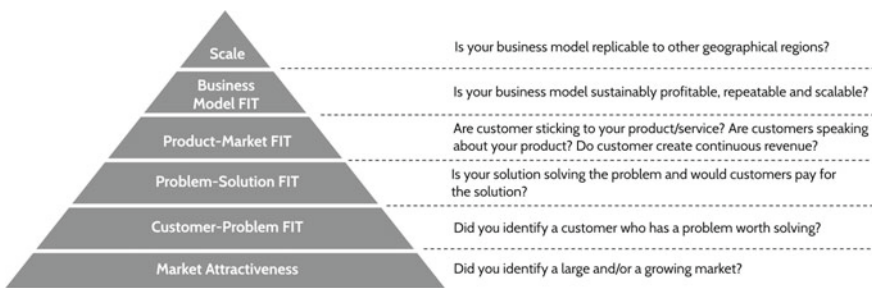 Scale
Is your business model replicable to other geographical regions?
Business
Model FIT
Is your business model sustainably profitable, repeatable and scalable?
Product-Market FIT
Are customer sticking to your product/service? Are customers speaking
about your product? Do customer create continuous revenue?
Problem-Solution FIT
Is your solution solving the problem and would customers pay for
the solution?
Customer-Problem FIT
Did you identify a customer who has a problem worth solving?
Market Attractiveness
Did you identify a large and/or a growing market?